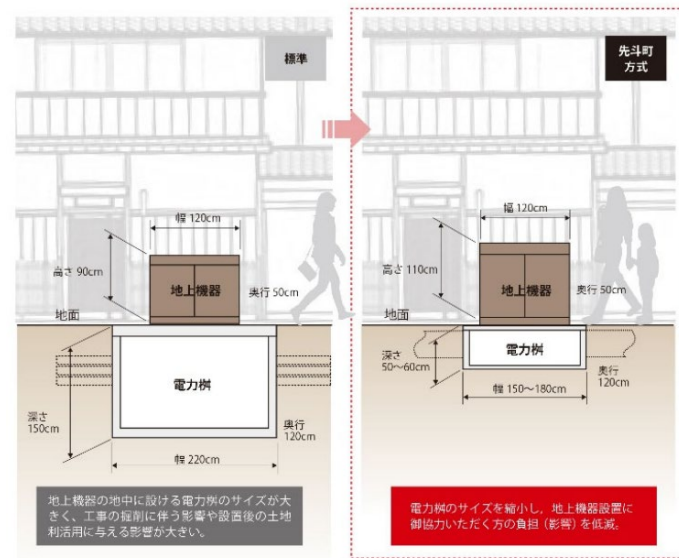 標準
幅 120cm
高さ 90cm
地上機器
奥行 50cm
地面
電力桝
深さ
150cm
奥行
120cm
幅 220cm
地上機器の地中に設ける電力桝のサイズが大
きく、工事の掘削に伴う影響や設置後の土地
利活用に与える影響が大きい。
先斗町
方式
幅 120cm
高さ 110cm
地上機器
奥行 50cm
地面
電力桝
深さ
50〜60cm
奥行
120cm
幅 150〜180cm
電力桝のサイズを縮小し，地上機器設置に
御協力いただく方の負担（影響）を低減。